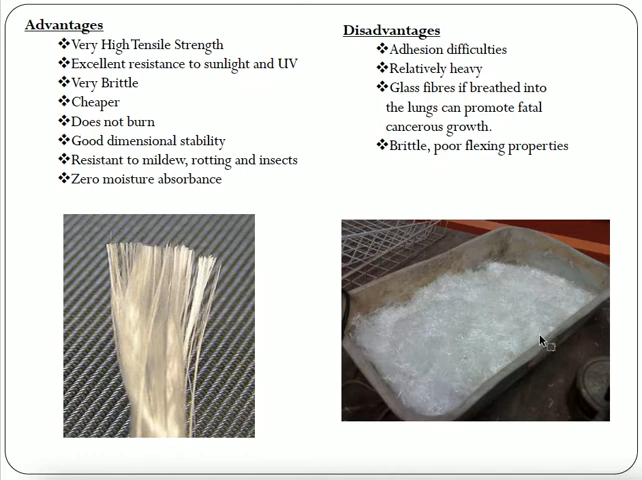 Advantages
❖Very High Tensile Strength
❖Excellent resistance to sunlight and UV
❖Very Brittle
❖Cheaper
❖Does not burn
❖Good dimensional stability
❖Resistant to mildew, rotting and insects
❖Zero moisture absorbance
Disadvantages
❖Adhesion difficulties
❖Relatively heavy
❖Glass fibres if breathed into
the lungs can promote fatal
cancerous growth.
❖Brittle, poor flexing properties